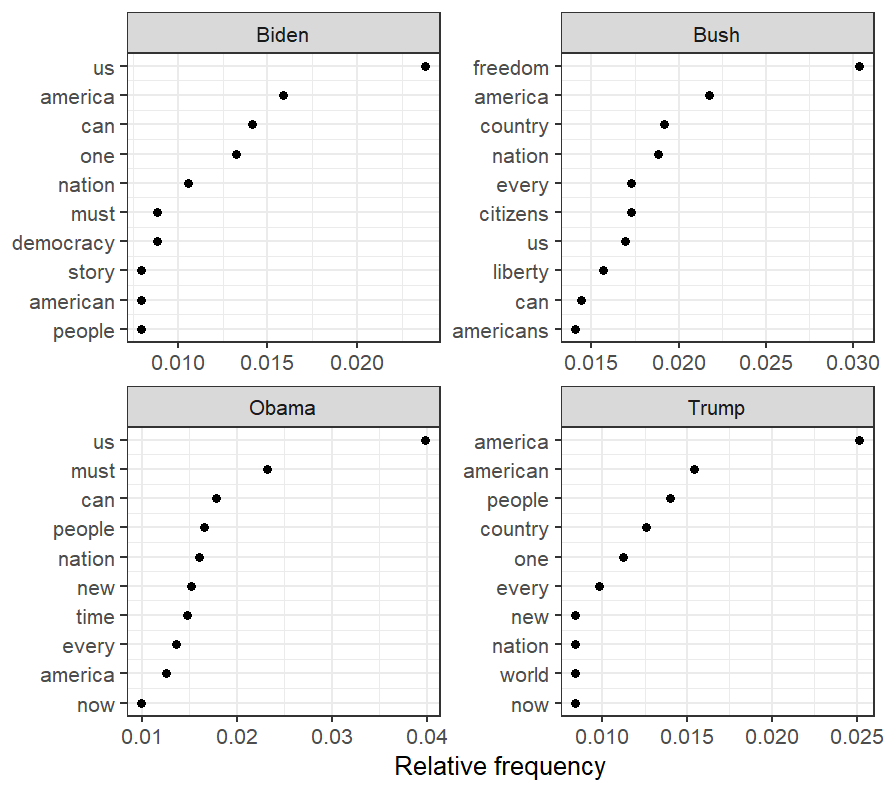 Biden
us
america
can
one
nation
must
democracy
story
american
people
0.010 0.015 0.020
Bush
freedom
america
country
nation
every
citizens
us
liberty
can
americans
0.015 0.020 0.025 0.030
Obama
us
must
can
people
nation
new
time
every
america
now
0.01 0.02 0.03 0.04
Trump
america
american
people
country
one
every
new
nation
world
now
0.010 0.015 0.020 0.025
Relative frequency